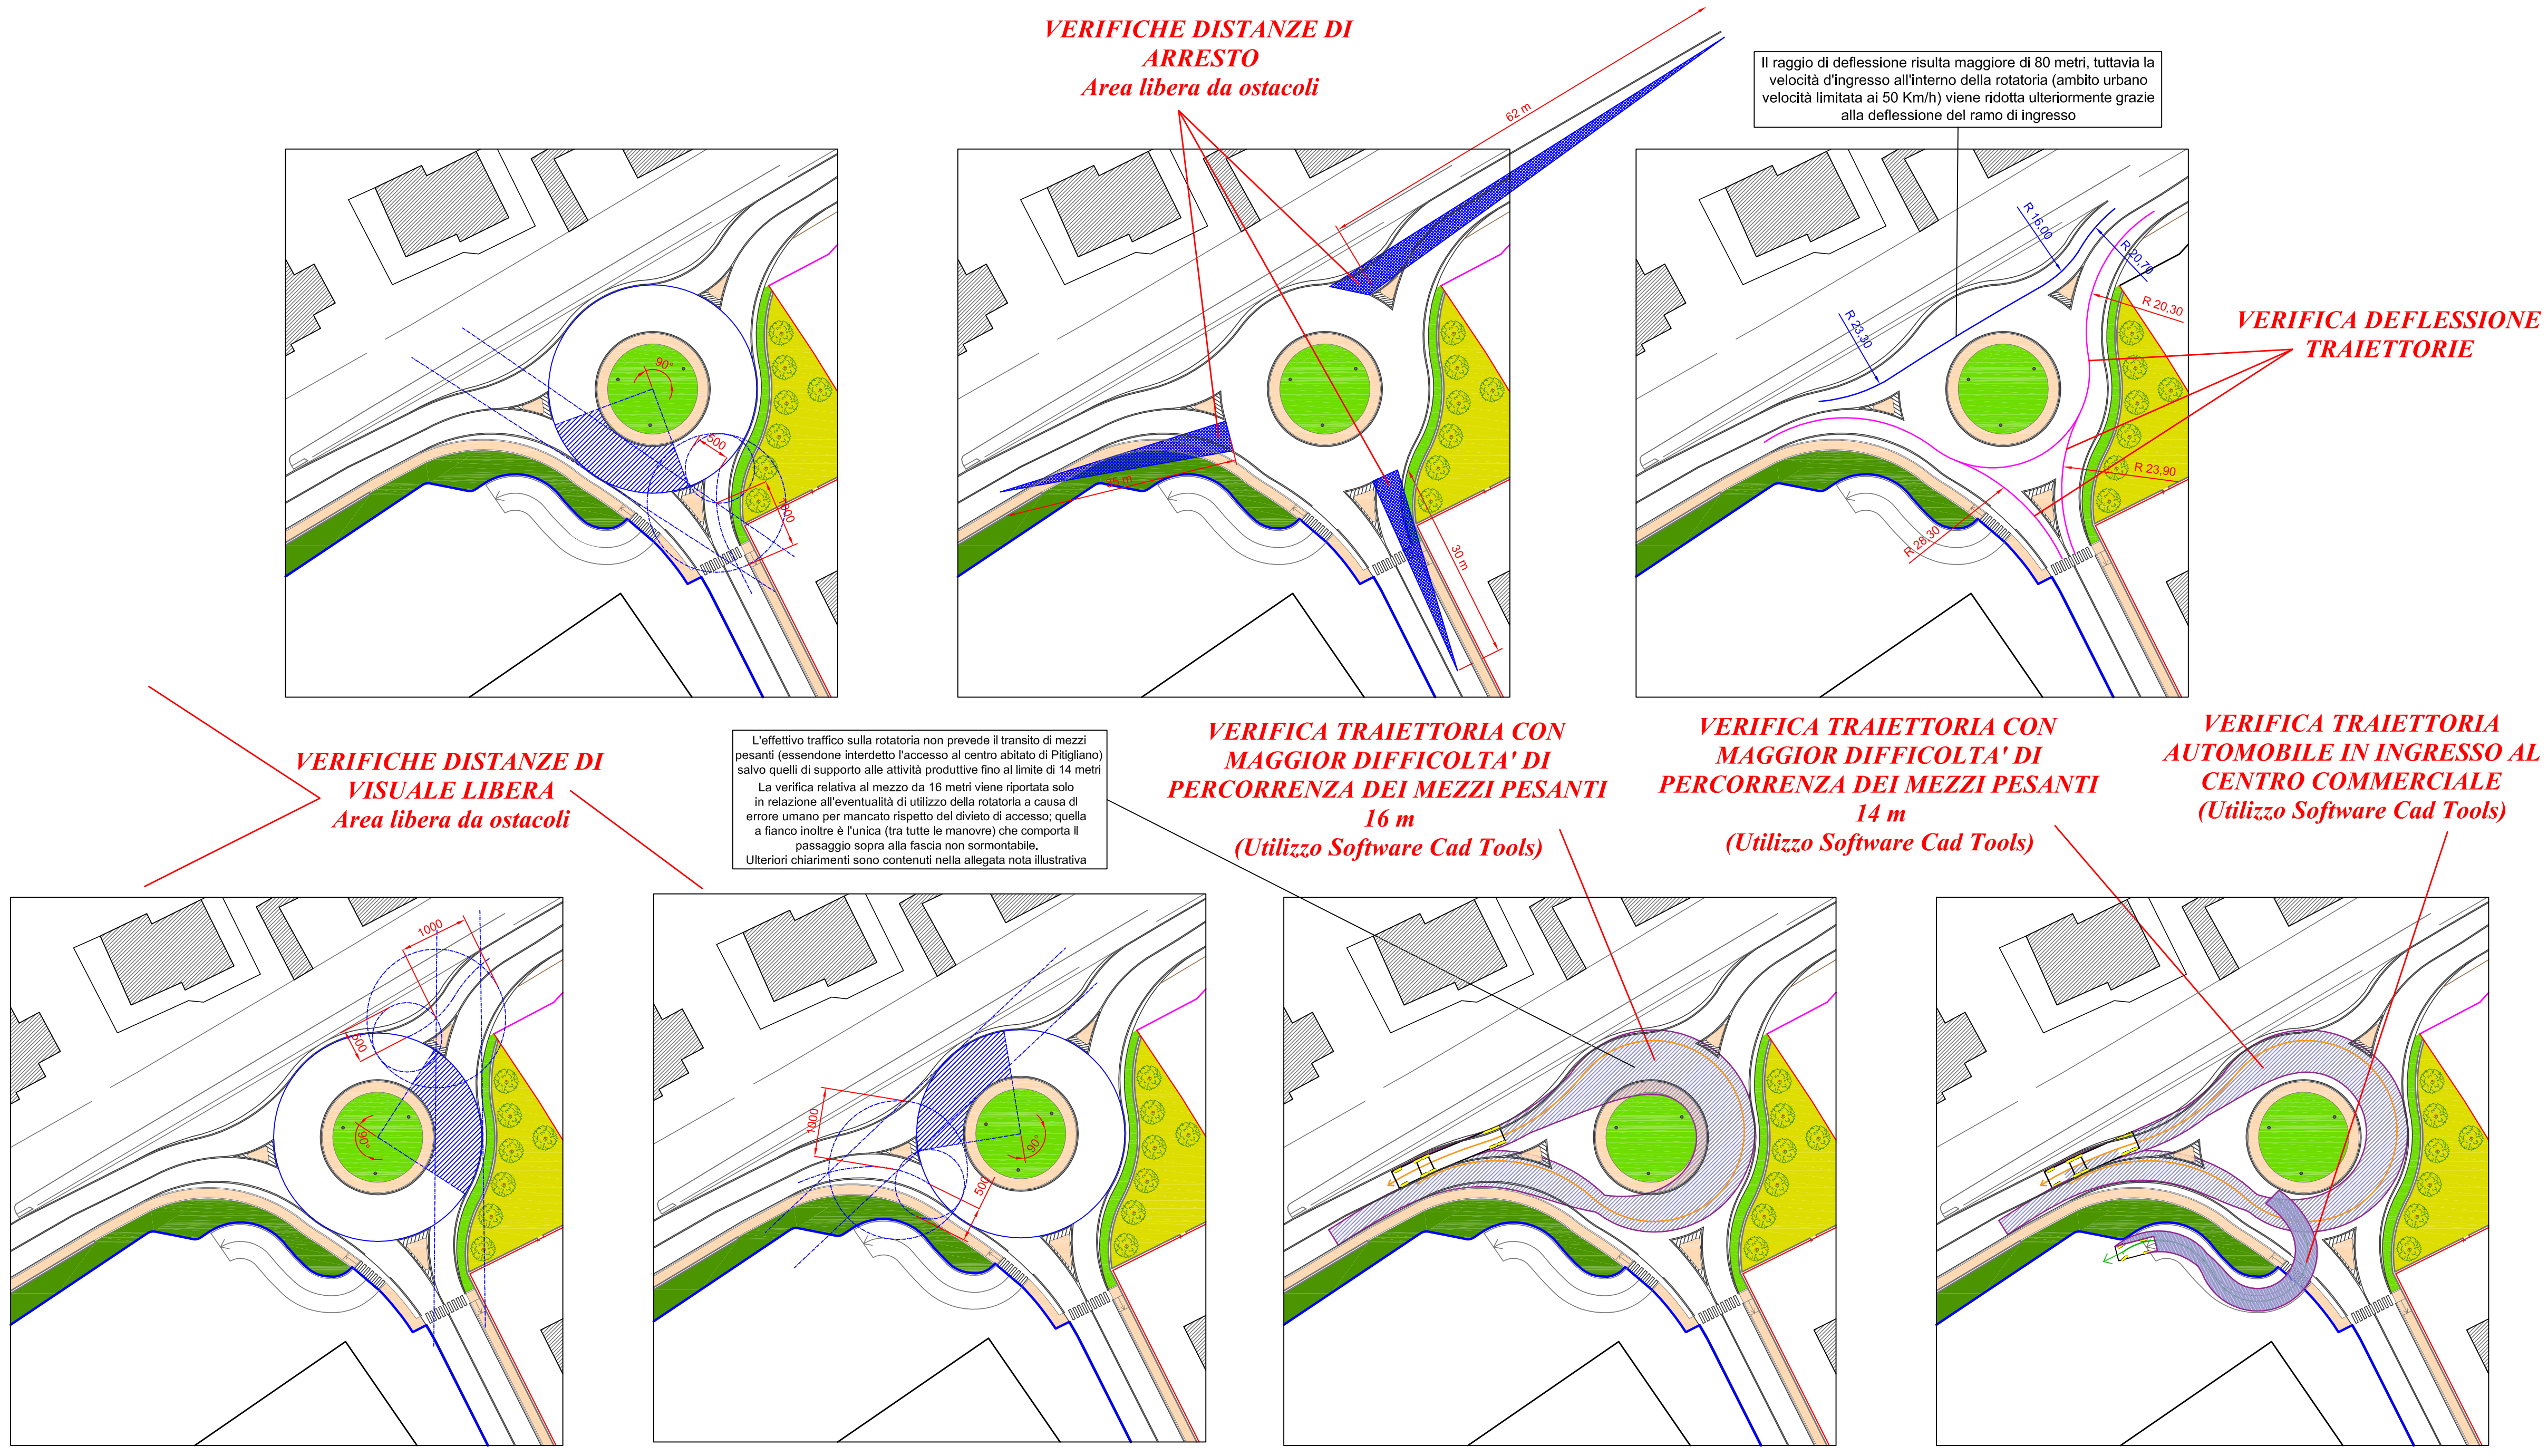 VERIFICHE DISTANZE DI
ARRESTO
Area libera da ostacoli
Il raggio di deflessione risulta maggiore di 80 metri, tuttavia la
velocità d'ingresso all'interno della rotatoria (ambito urbano
velocità limitata ai 50 Km/h) viene ridotta ulteriormente grazie
alla deflessione del ramo di ingresso
90°
500
1000
62 m
35 m
30 m
R 16,00
R 20,70
R 23,30
R 20,30
R 23,90
R 28,30
VERIFICA DEFLESSIONE
TRAIETTORIE
VERIFICHE DISTANZE DI
VISUALE LIBERA
Area libera da ostacoli
L'effettivo traffico sulla rotatoria non prevede il transito di mezzi
pesanti (essendone interdetto l'accesso al centro abitato di Pitigliano)
salvo quelli di supporto alle attività produttive fino al limite di 14 metri
La verifica relativa al mezzo da 16 metri viene riportata solo
in relazione all'eventualità di utilizzo della rotatoria a causa di
errore umano per mancato rispetto del divieto di accesso; quella
a fianco inoltre è l'unica (tra tutte le manovre) che comporta il
passaggio sopra alla fascia non sormontabile.
Ulteriori chiarimenti sono contenuti nella allegata nota illustrativa
VERIFICA TRAIETTORIA CON
MAGGIOR DIFFICOLTA' DI
PERCORRENZA DEI MEZZI PESANTI
16 m
(Utilizzo Software Cad Tools)
VERIFICA TRAIETTORIA CON
MAGGIOR DIFFICOLTA' DI
PERCORRENZA DEI MEZZI PESANTI
14 m
(Utilizzo Software Cad Tools)
VERIFICA TRAIETTORIA
AUTOMOBILE IN INGRESSO AL
CENTRO COMMERCIALE
(Utilizzo Software Cad Tools)
1000
500
90°
1000
90°
500